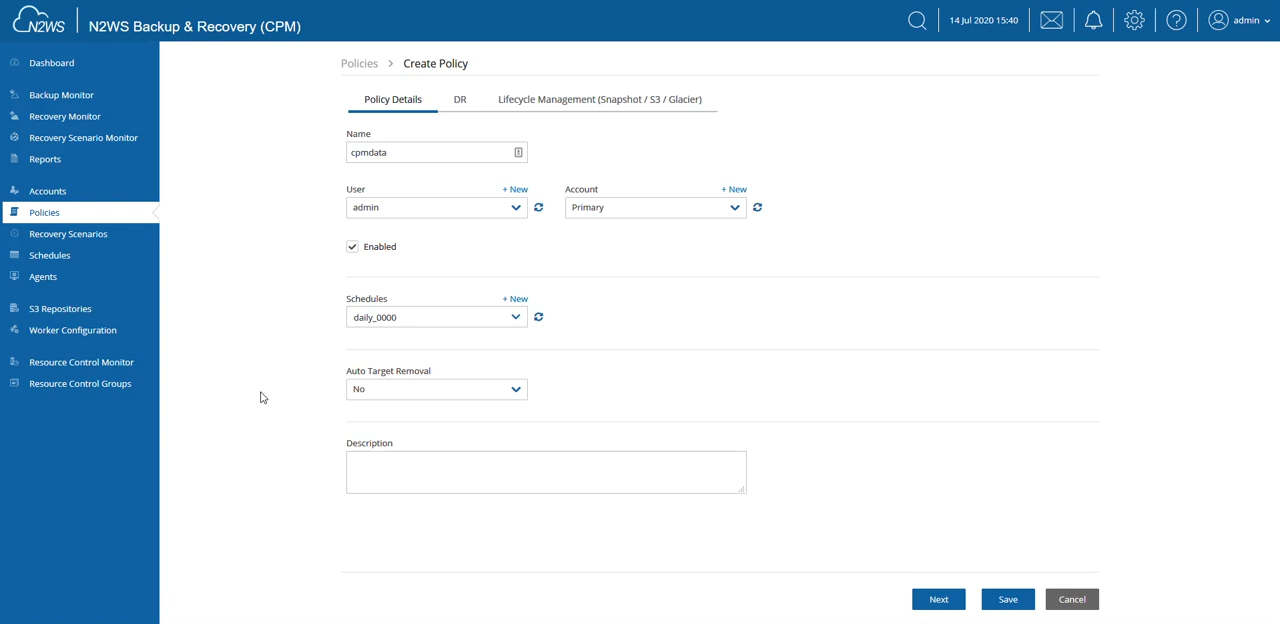 N2WS N2WS Backup & Recovery (CPM) 14 Jul 2020 15:40 admin
Dashboard
Backup Monitor
Recovery Monitor
Recovery Scenario Monitor
Reports
Accounts
Policies
Recovery Scenarios
Schedules
Agents
S3 Repositories
Worker Configuration
Resource Control Monitor
Resource Control Groups
Policies > Create Policy
Policy Details DR Lifecycle Management (Snapshot / S3 / Glacier)
Name
cpmdata
User + New Account + New
admin Primary
Enabled
Schedules + New
daily_0000
Auto Target Removal
No
Description
Next Save Cancel